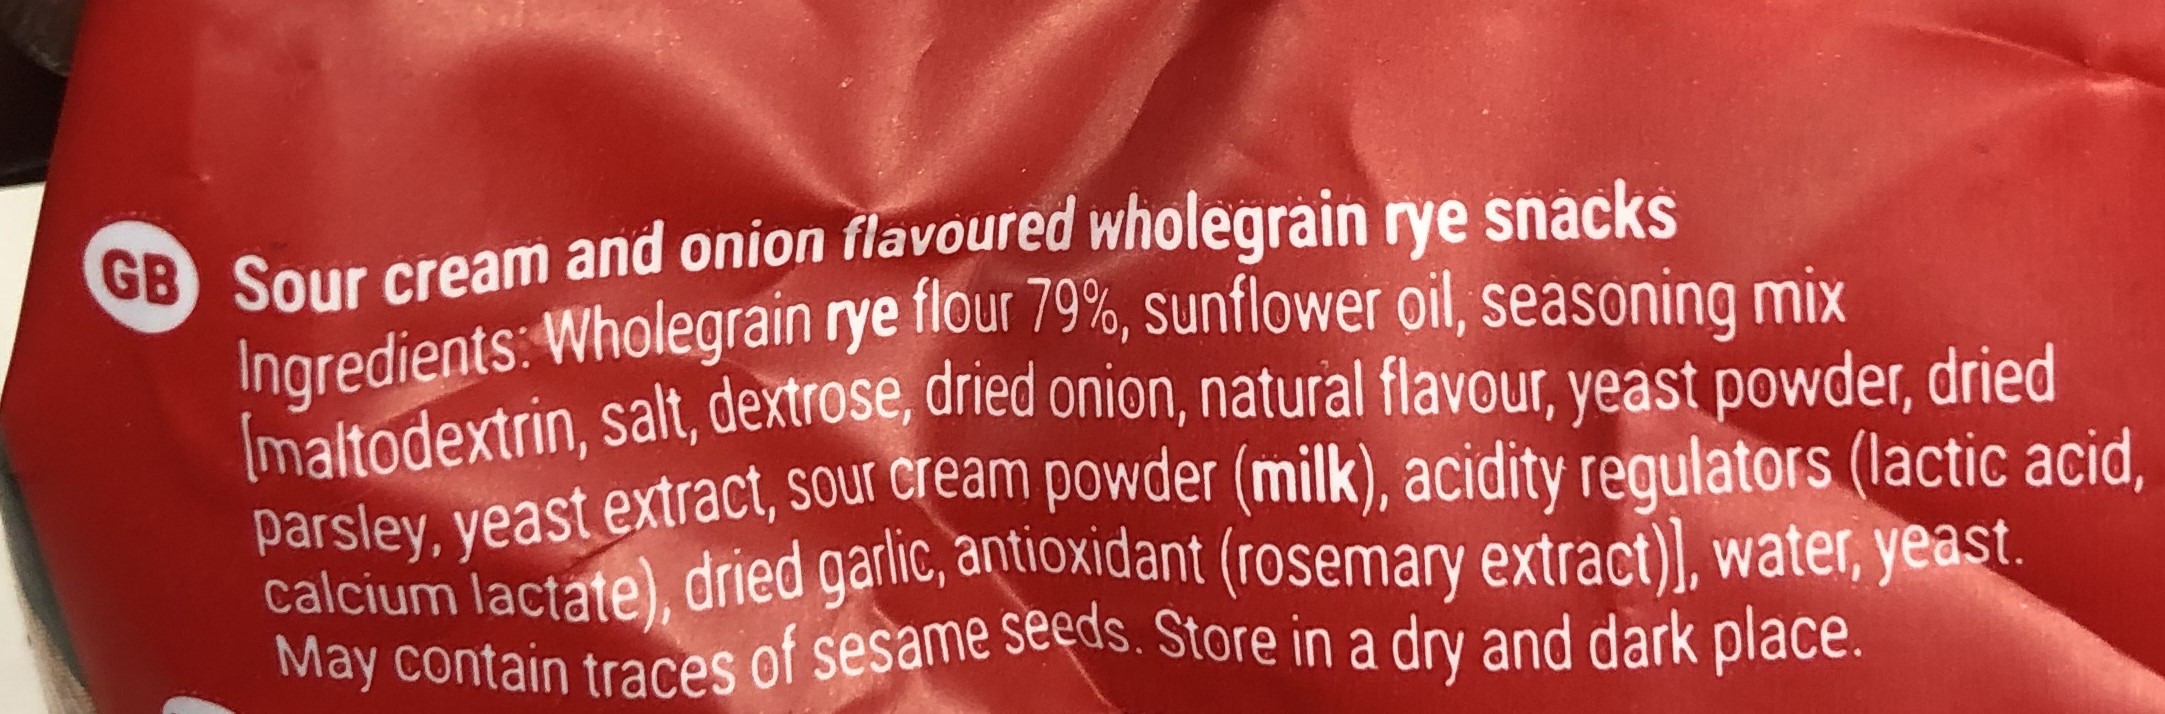 GB Sour cream and onion flavoured wholegrain rye snacks
Ingredients: Wholegrain rye flour 79%, sunflower oil, seasoning mix
[maltodextrin, salt, dextrose, dried onion, natural flavour, yeast powder, dried
parsley, yeast extract, sour cream powder (milk), acidity regulators (lactic acid,
calcium lactate), dried garlic, antioxidant (rosemary extract)], water, yeast.
May contain traces of sesame seeds. Store in a dry and dark place.